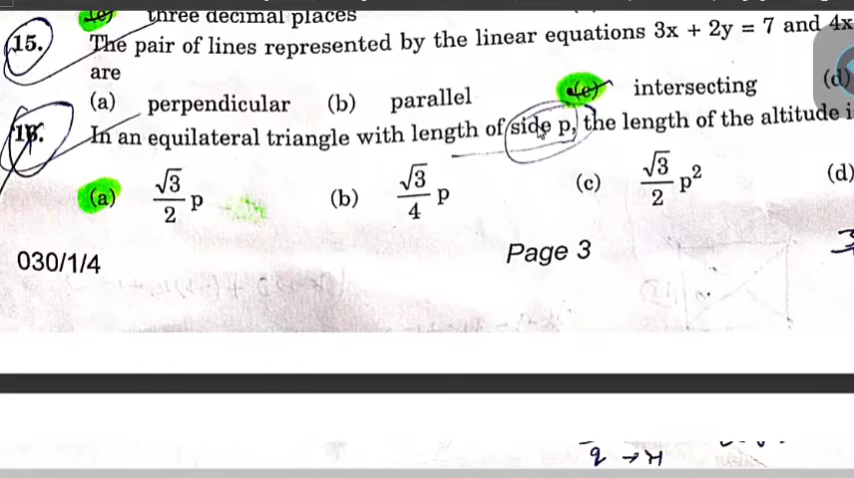 three decimal places
15. The pair of lines represented by the linear equations 3x + 2y = 7 and 4x
are
(a) perpendicular (b) parallel (c) intersecting (d)
In an equilateral triangle with length of side p, the length of the altitude i
(a) √3/2 p (b) √3/4 p (c) √3/2 p² (d)
030/1/4 Page 3